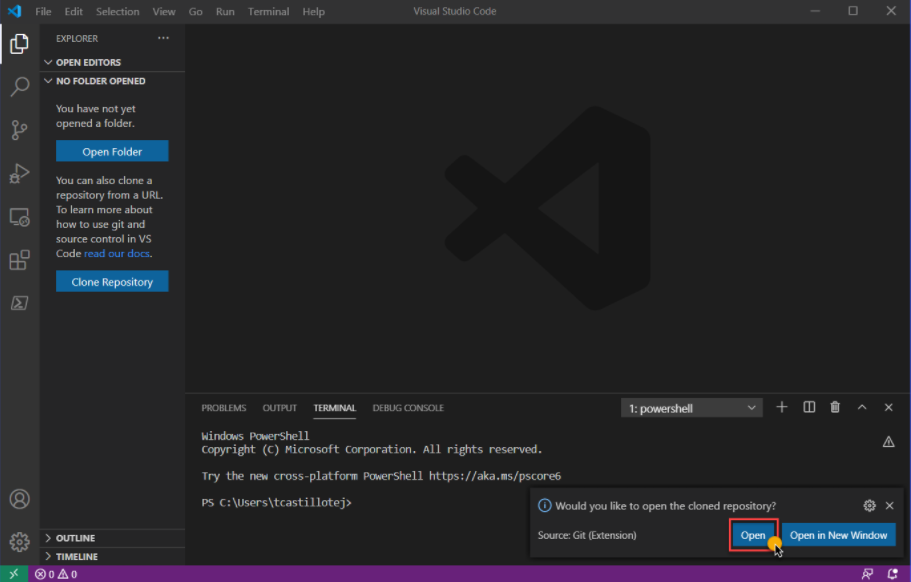 File Edit Selection View Go Run Terminal Help Visual Studio Code
EXPLORER
OPEN EDITORS
NO FOLDER OPENED
You have not yet
opened a folder.
Open Folder
You can also clone a
repository from a URL.
To learn more about
how to use git and
source control in VS
Code read our docs.
Clone Repository
OUTLINE
TIMELINE
PROBLEMS OUTPUT TERMINAL DEBUG CONSOLE 1: powershell
Windows PowerShell
Copyright (C) Microsoft Corporation. All rights reserved.
Try the new cross-platform PowerShell https://aka.ms/pscore6
PS C:\Users\tcastillotej>
Would you like to open the cloned repository?
Source: Git (Extension) Open Open in New Window
0 0